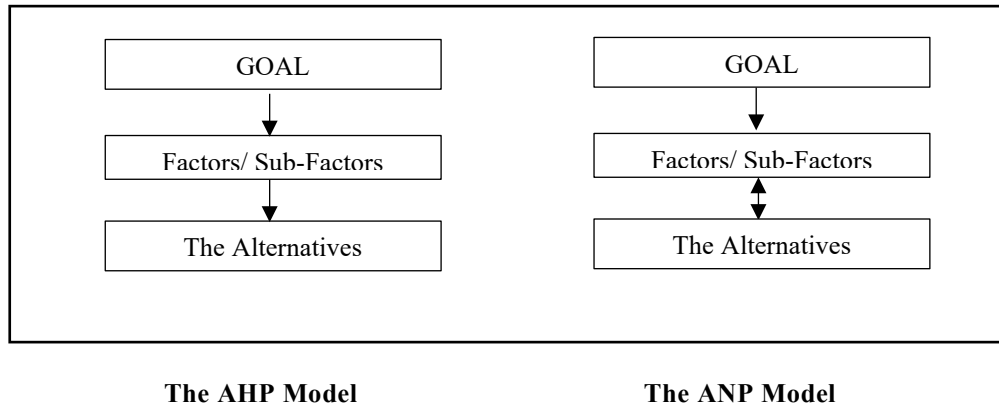 GOAL
Factors/ Sub-Factors
The Alternatives
GOAL
Factors/ Sub-Factors
The Alternatives
The AHP Model
The ANP Model